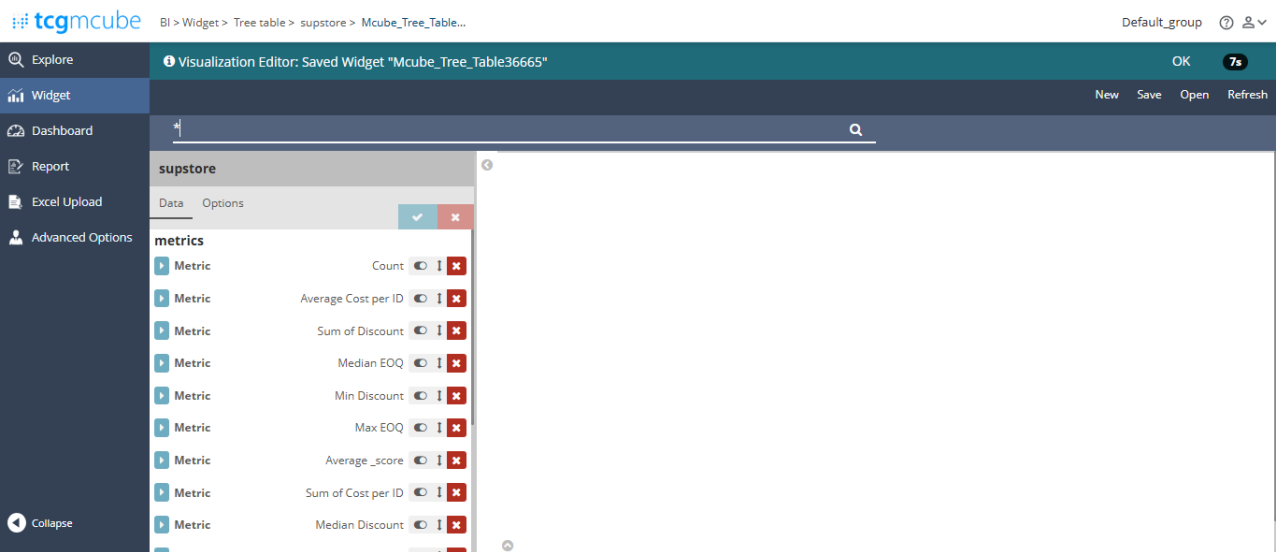 tcgmcube
BI > Widget > Tree table > supstore > Mcube_Tree_Table...
Default_group
Explore
Visualization Editor: Saved Widget "Mcube_Tree_Table36665"
OK
7s
Widget
New Save Open Refresh
Dashboard
*
Report
supstore
Excel Upload
Data Options
Advanced Options
metrics
Metric Count
Metric Average Cost per ID
Metric Sum of Discount
Metric Median EOQ
Metric Min Discount
Metric Max EOQ
Metric Average _score
Metric Sum of Cost per ID
Metric Median Discount
Collapse